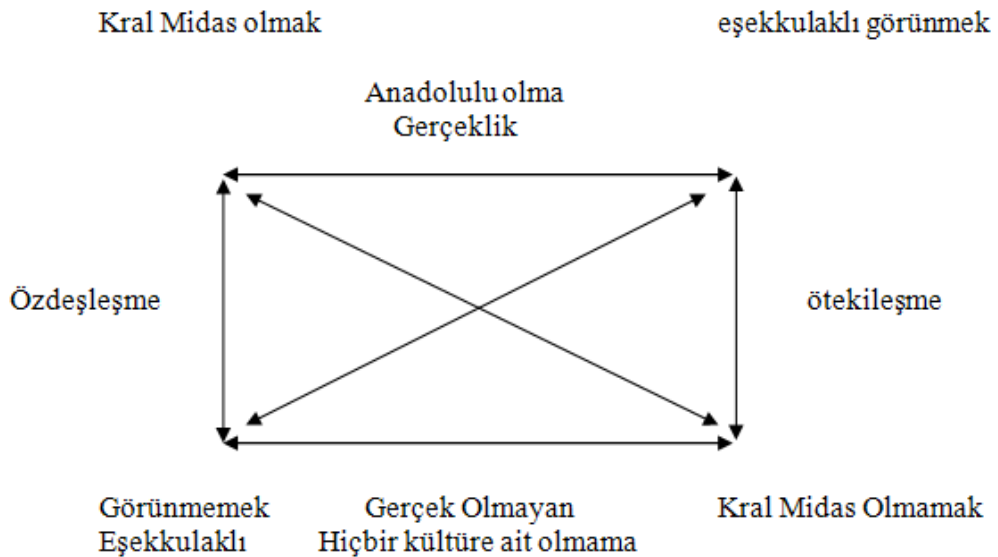 Kral Midas olmak eşekkulaklı görünmek
Anadolulu olma
Gerçeklik
Özdeşleşme ötekileşme
Görünmemek Gerçek Olmayan Kral Midas Olmamak
Eşekkulaklı Hiçbir kültüre ait olmama